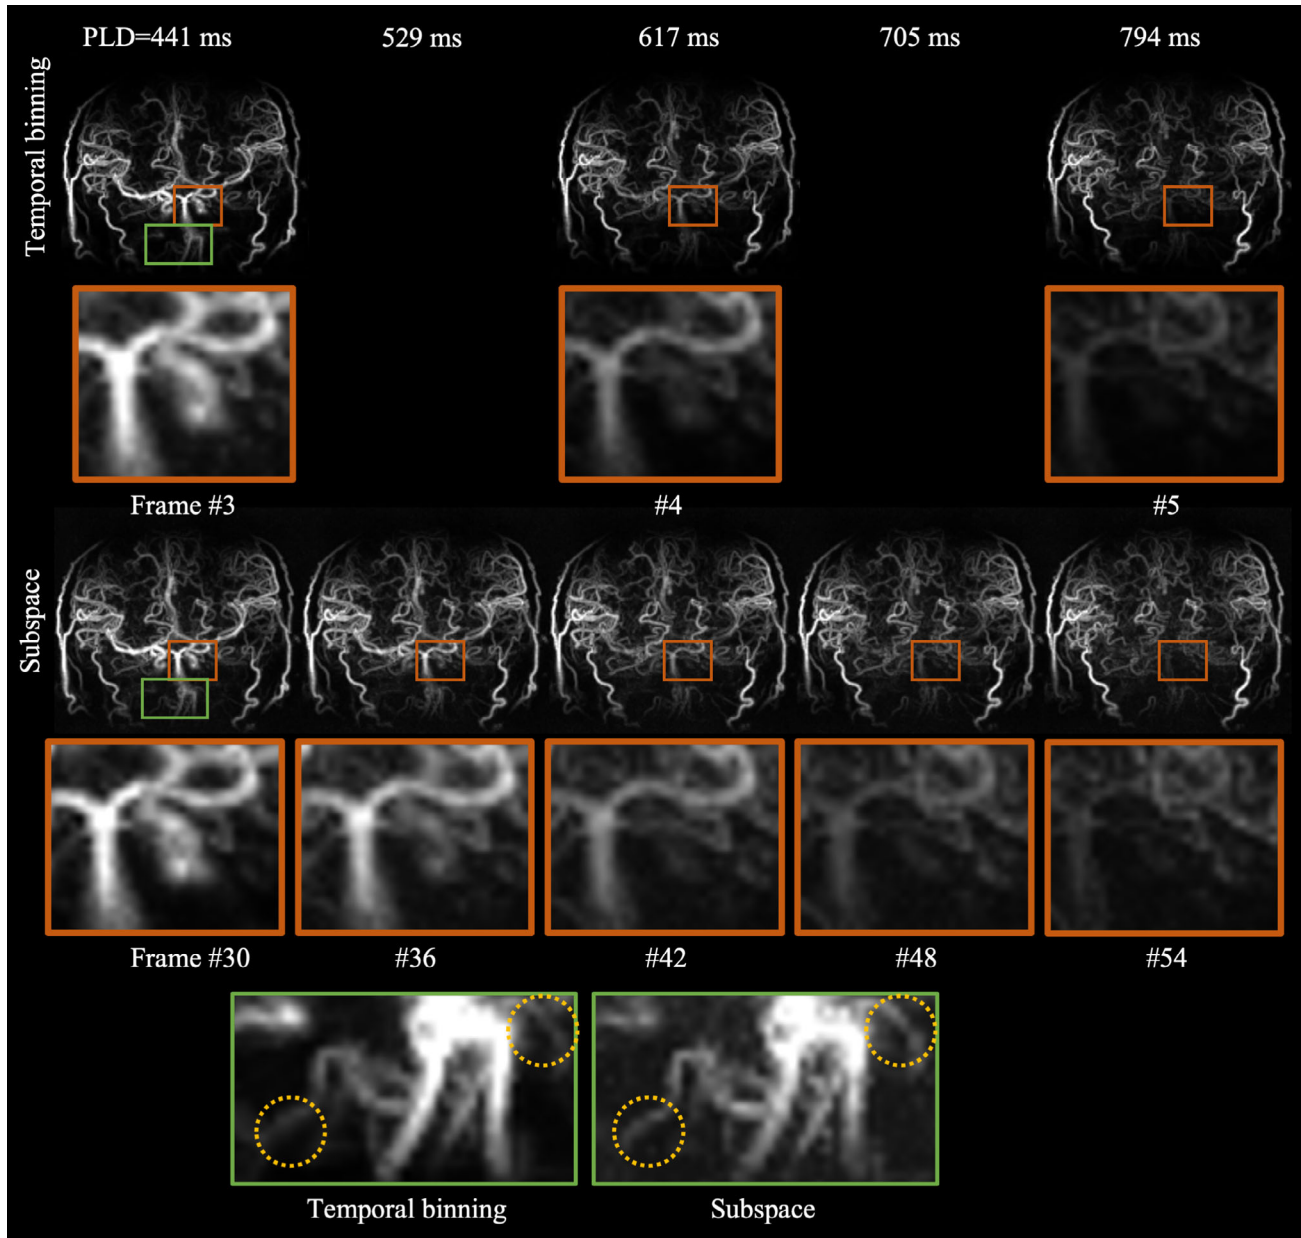 PLD=441 ms 529 ms 617 ms 705 ms 794 ms
Temporal binning
Frame #3 #4 #5
Subspace
Frame #30 #36 #42 #48 #54
Temporal binning Subspace